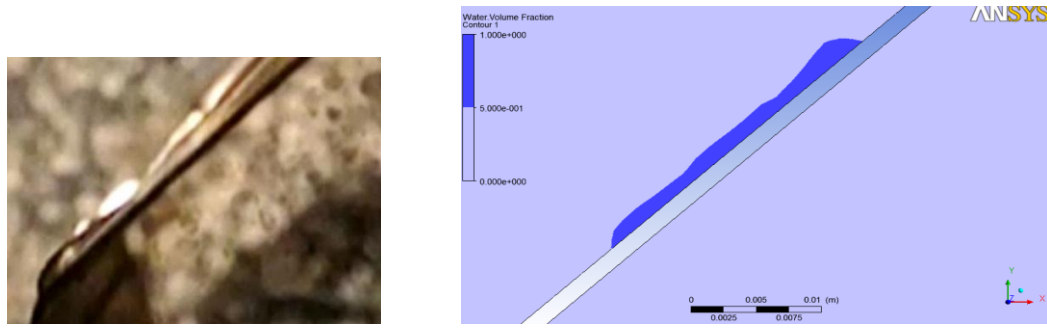 Water.Volume Fraction
Contour 1
ANSYS
1.000e+000
5.000e-001
0.000e+000
0 0.005 0.01 (m)
0.0025 0.0075
Y
X
Z